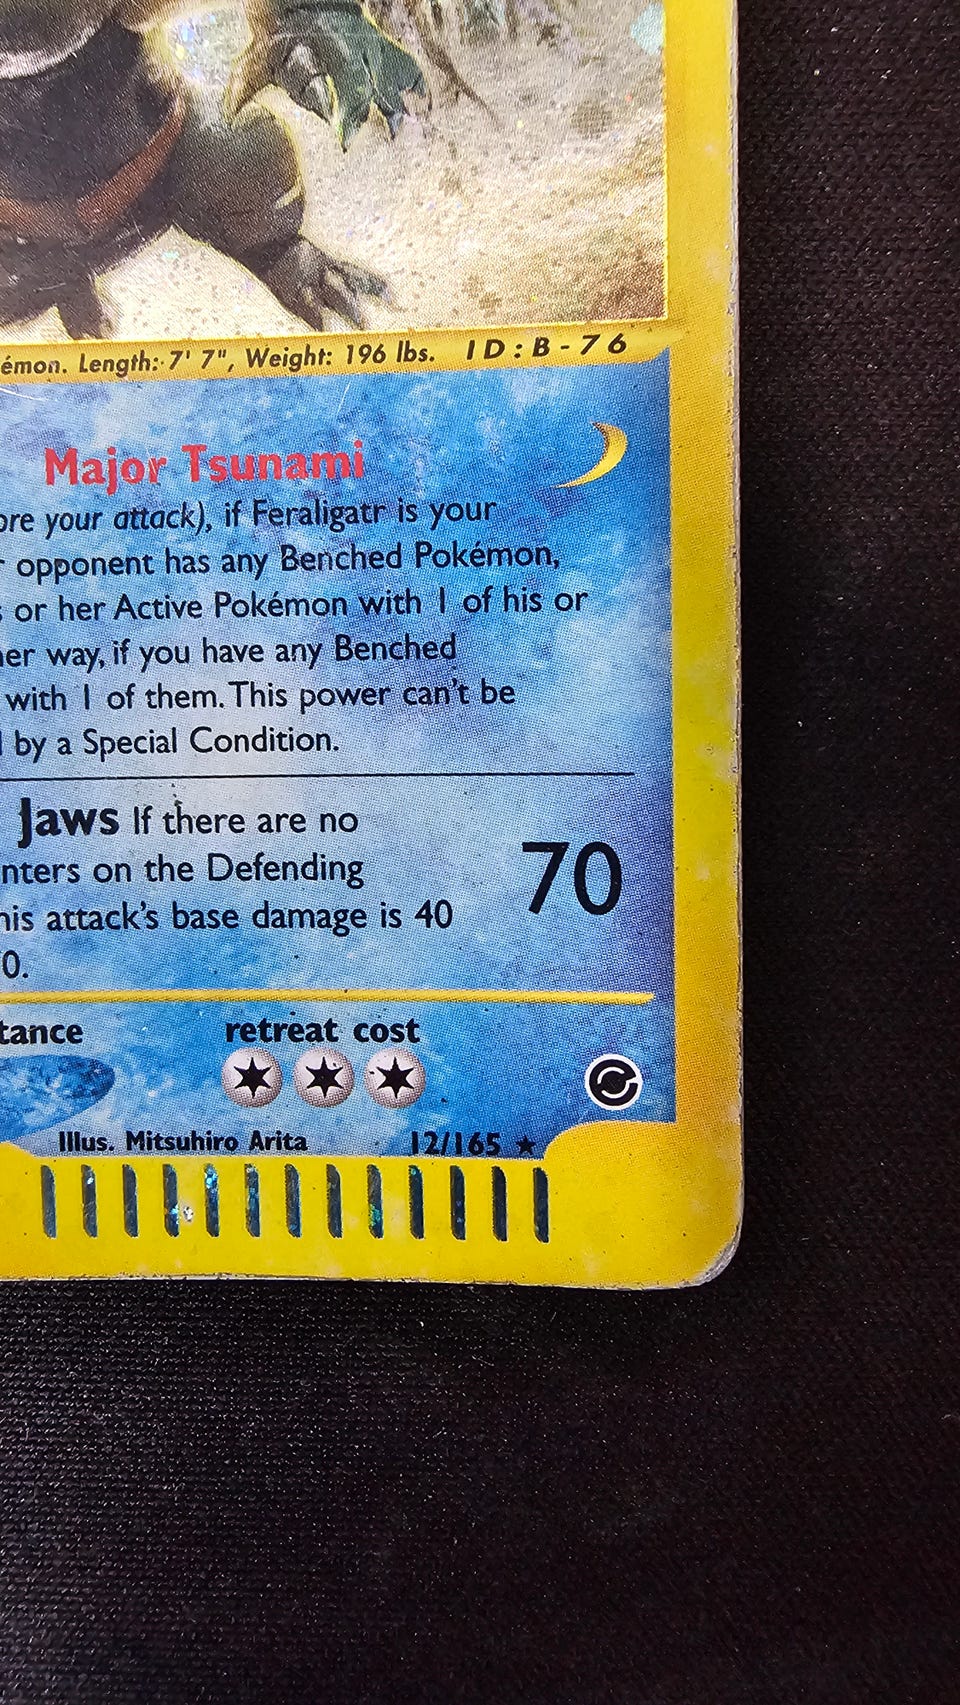 émon. Length: 7' 7", Weight: 196 lbs. ID:B-76
Major Tsunami
ore your attack), if Feraligatr is your
opponent has any Benched Pokémon,
s or her Active Pokémon with 1 of his or
her way, if you have any Benched
with 1 of them. This power can't be
by a Special Condition.
Jaws If there are no
nters on the Defending
his attack's base damage is 40
0.
70
tance retreat cost
Illus. Mitsuhiro Arita 12/165 ★